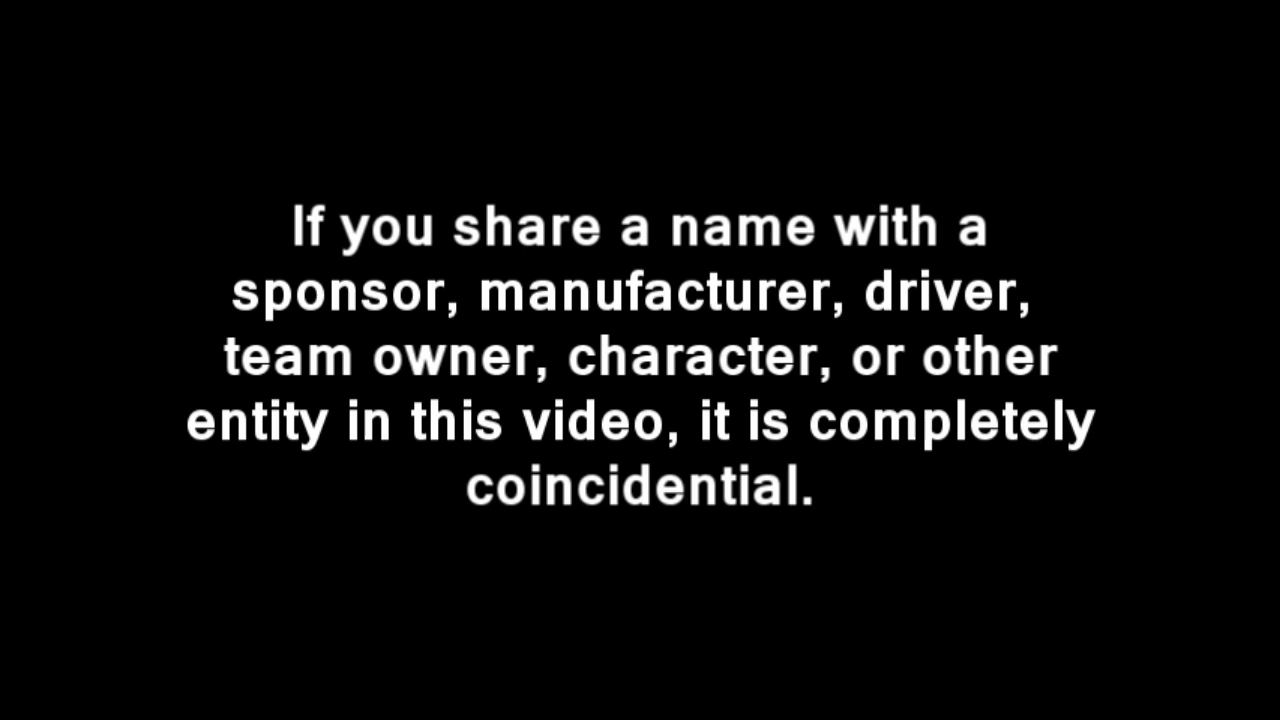 If you share a name with a
sponsor, manufacturer, driver,
team owner, character, or other
entity in this video, it is completely
coincidential.